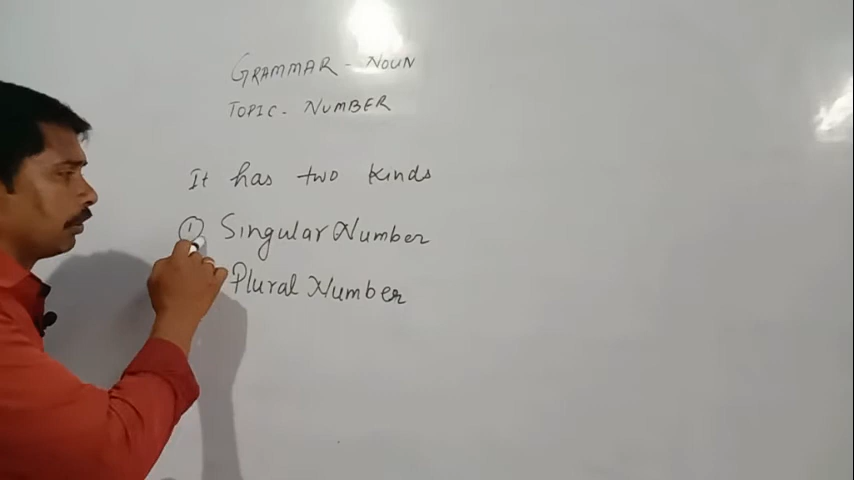 GRAMMAR - NOUN
TOPIC - NUMBER
It has two kinds
① Singular Number
Plural Number